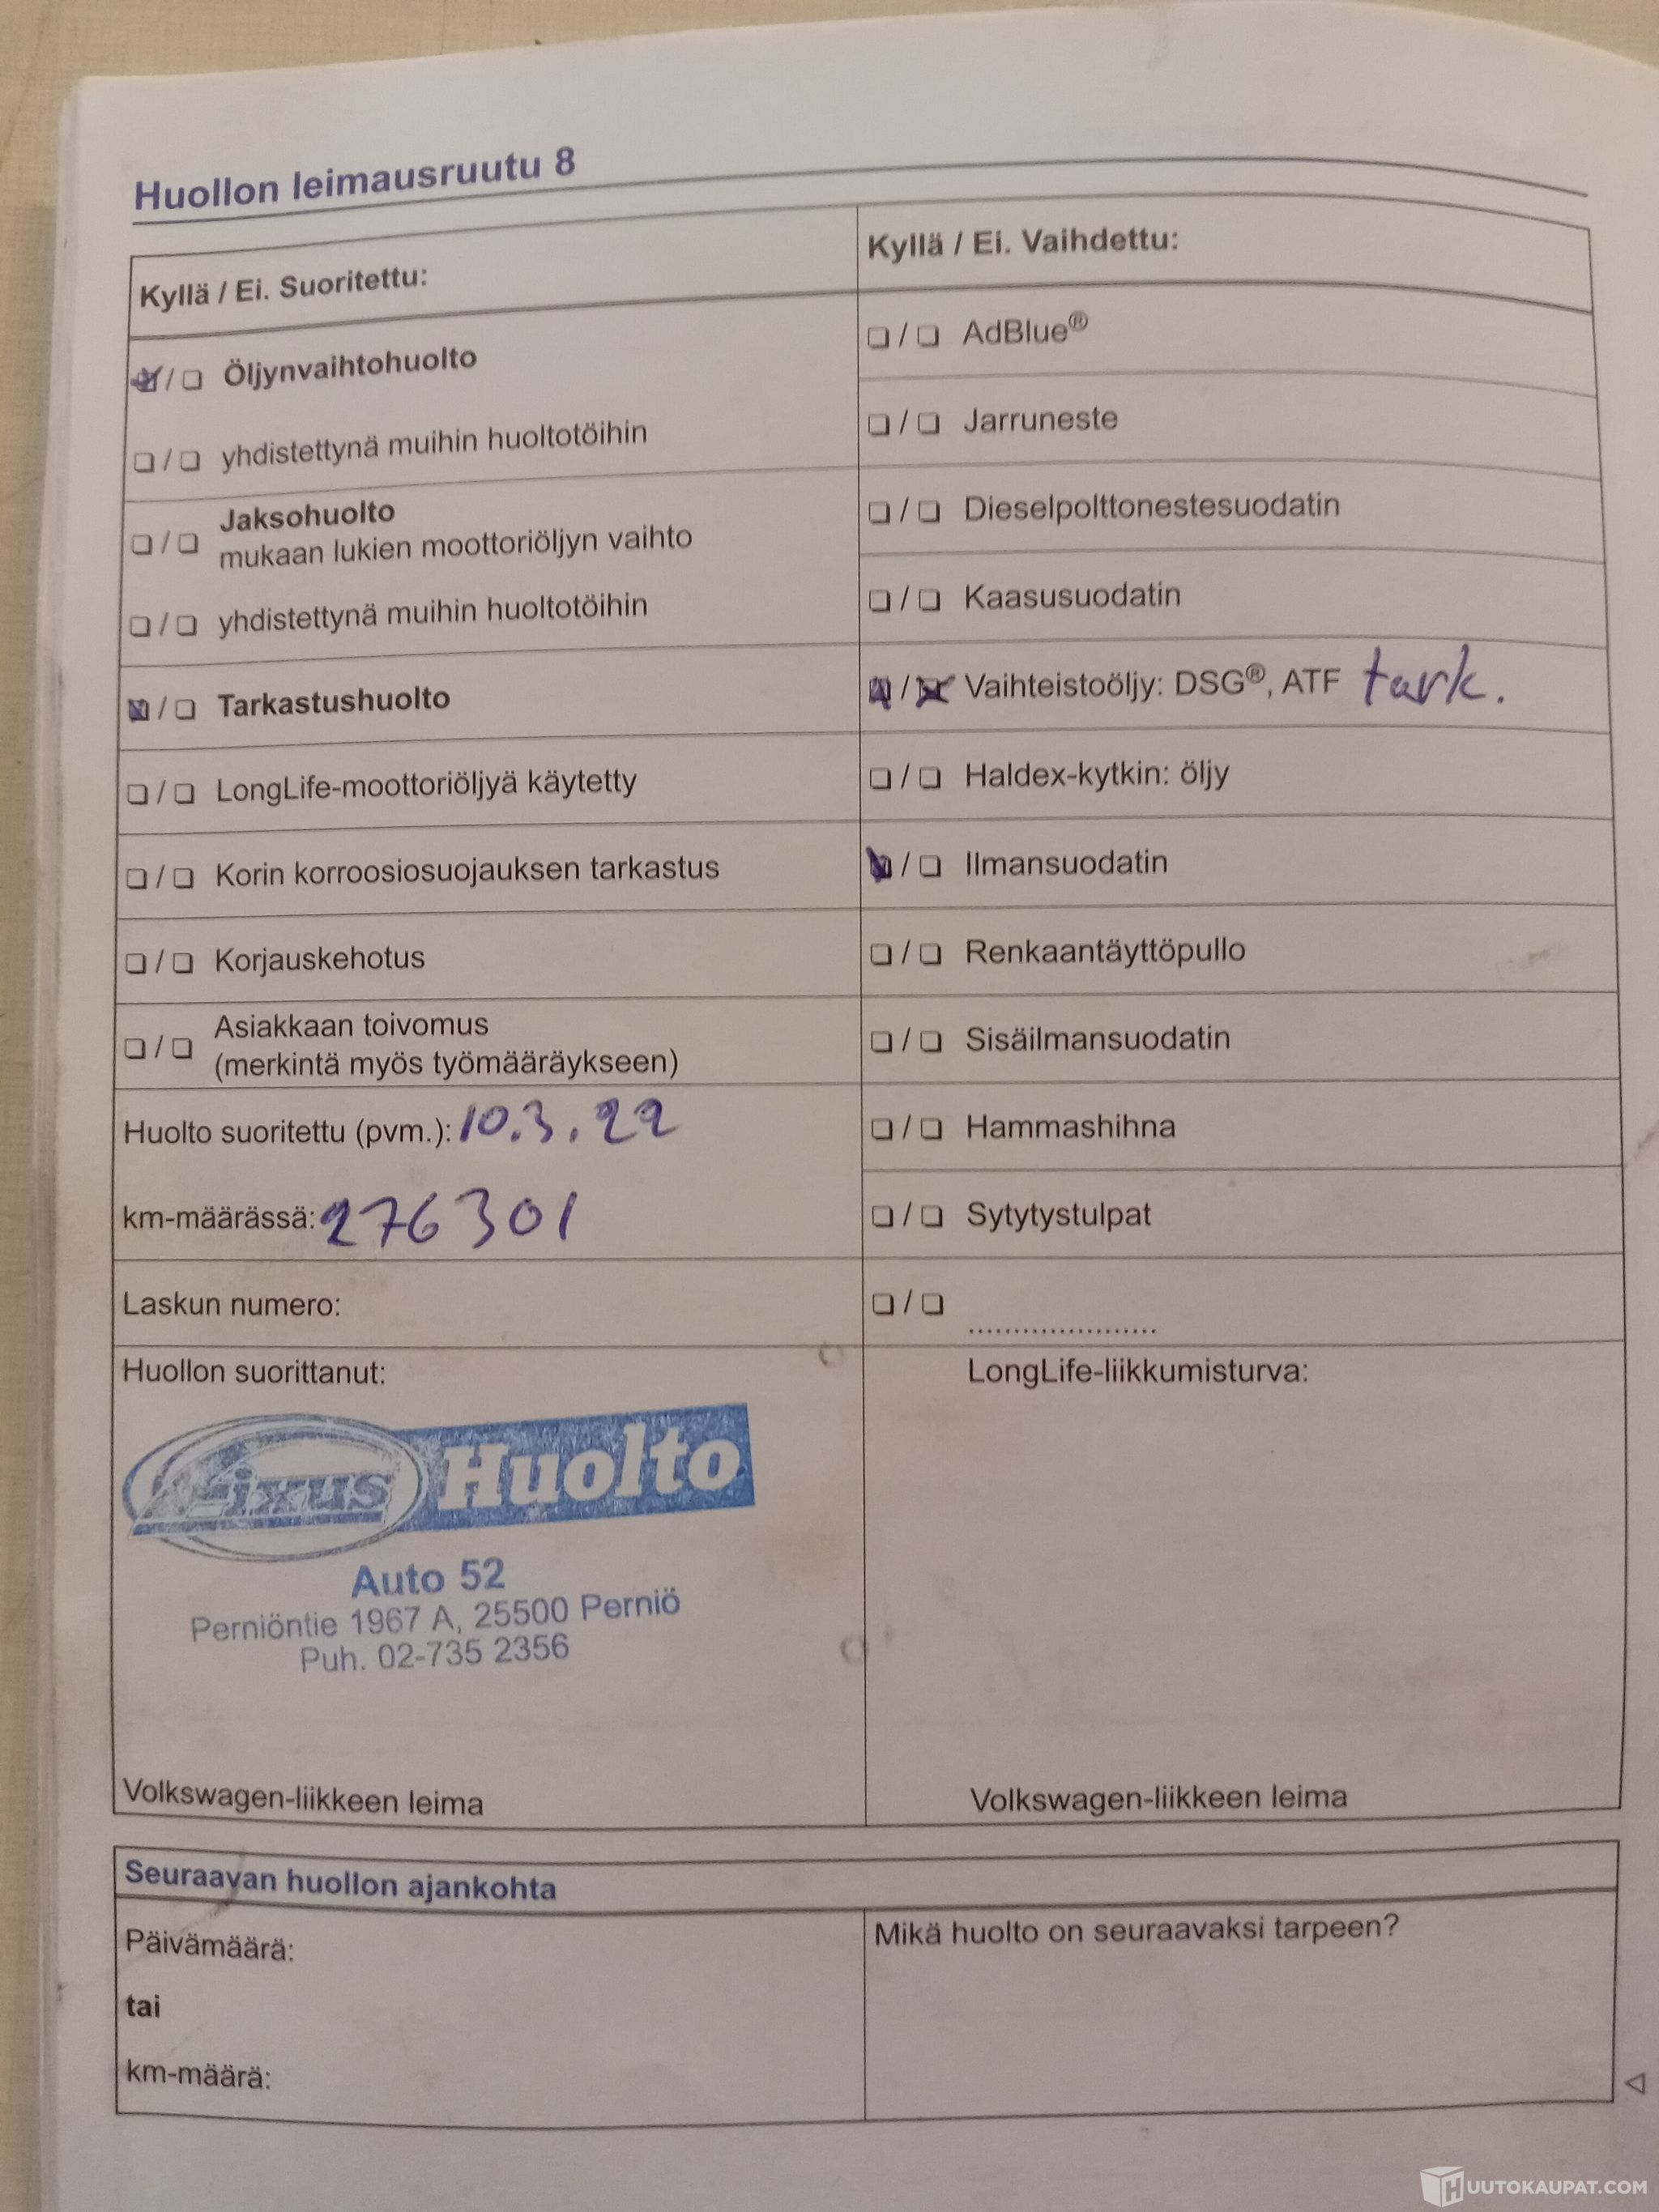 Huollon leimausruutu 8
Kyllä / Ei. Suoritettu:
☑ / ☐ Öljynvaihtohuolto
☐ / ☐ yhdistettynä muihin huoltotöihin
☐ / ☐ Jaksohuolto
mukaan lukien moottoriöljyn vaihto
☐ / ☐ yhdistettynä muihin huoltotöihin
☒ / ☐ Tarkastushuolto
☐ / ☐ LongLife-moottoriöljyä käytetty
☐ / ☐ Korin korroosiosuojauksen tarkastus
☐ / ☐ Korjauskehotus
☐ / ☐ Asiakkaan toivomus
(merkintä myös työmääräykseen)
Huolto suoritettu (pvm.): 10.3.22
km-määrässä: 276301
Laskun numero:
Huollon suorittanut:
Fixus Huolto
Auto 52
Perniöntie 1967 A, 25500 Perniö
Puh. 02-735 2356
Volkswagen-liikkeen leima
Kyllä / Ei. Vaihdettu:
☐ / ☐ AdBlue®
☐ / ☐ Jarruneste
☐ / ☐ Dieselpolttonestesuodatin
☐ / ☐ Kaasusuodatin
☒ / ☒ Vaihteistoöljy: DSG®, ATF tark.
☐ / ☐ Haldex-kytkin: öljy
☒ / ☐ Ilmansuodatin
☐ / ☐ Renkaantäyttöpullo
☐ / ☐ Sisäilmansuodatin
☐ / ☐ Hammashihna
☐ / ☐ Sytytystulpat
☐ / ☐ .....................
LongLife-liikkumisturva:
Volkswagen-liikkeen leima
Seuraavan huollon ajankohta
Päivämäärä:
tai
km-määrä:
Mikä huolto on seuraavaksi tarpeen?
HUUTOKAUPAT.COM